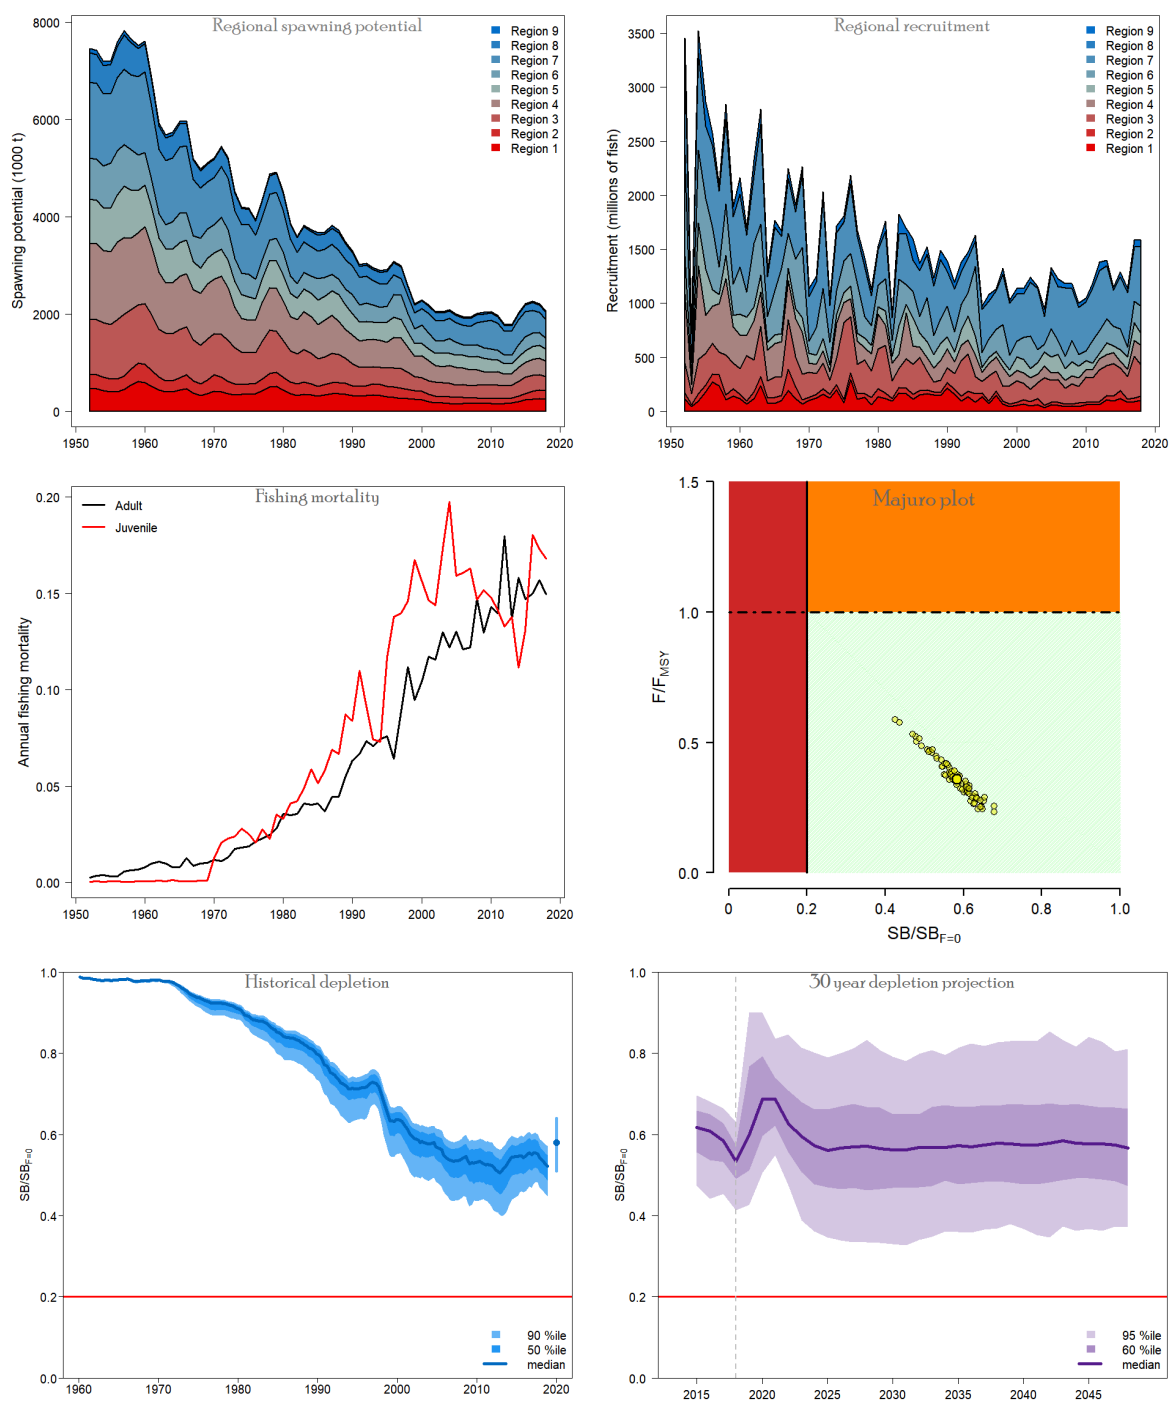 Regional spawning potential
Spawning potential (1000 t)
8000
6000
4000
2000
0
1950 1960 1970 1980 1990 2000 2010 2020
Region 9
Region 8
Region 7
Region 6
Region 5
Region 4
Region 3
Region 2
Region 1
Regional recruitment
Recruitment (millions of fish)
3500
3000
2500
2000
1500
1000
500
0
1950 1960 1970 1980 1990 2000 2010 2020
Region 9
Region 8
Region 7
Region 6
Region 5
Region 4
Region 3
Region 2
Region 1
Fishing mortality
Annual fishing mortality
0.20
0.15
0.10
0.05
0.00
1950 1960 1970 1980 1990 2000 2010 2020
Adult
Juvenile
Majuro plot
F/FMSY
1.5
1.0
0.5
0.0
0 0.2 0.4 0.6 0.8 1.0
SB/SBF=0
Historical depletion
SB/SBF=0
1.0
0.8
0.6
0.4
0.2
0.0
1960 1970 1980 1990 2000 2010 2020
90 %ile
50 %ile
median
30 year depletion projection
SB/SBF=0
1.0
0.8
0.6
0.4
0.2
0.0
2015 2020 2025 2030 2035 2040 2045
95 %ile
60 %ile
median